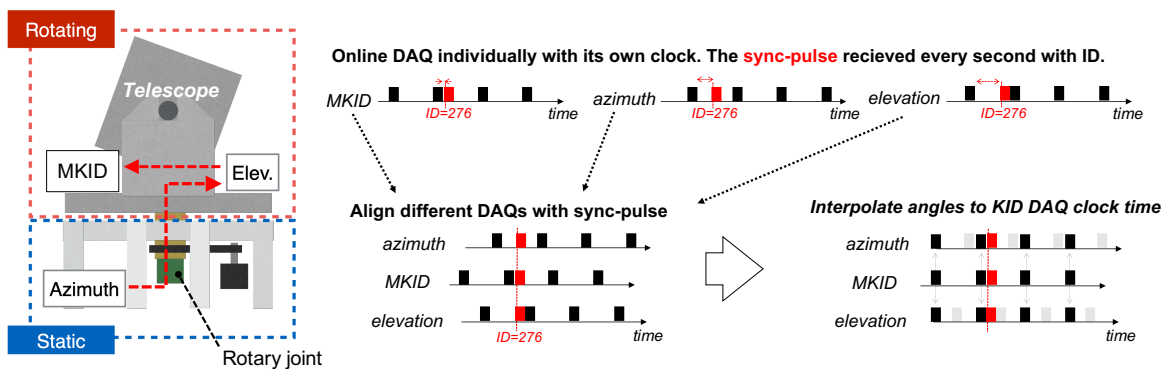 Rotating
Telescope
MKID
Elev.
Azimuth
Static
Rotary joint
Online DAQ individually with its own clock. The sync-pulse recieved every second with ID.
MKID
ID=276
time
azimuth
ID=276
time
elevation
ID=276
time
Align different DAQs with sync-pulse
azimuth
MKID
elevation
ID=276
time
Interpolate angles to KID DAQ clock time
azimuth
MKID
elevation
time